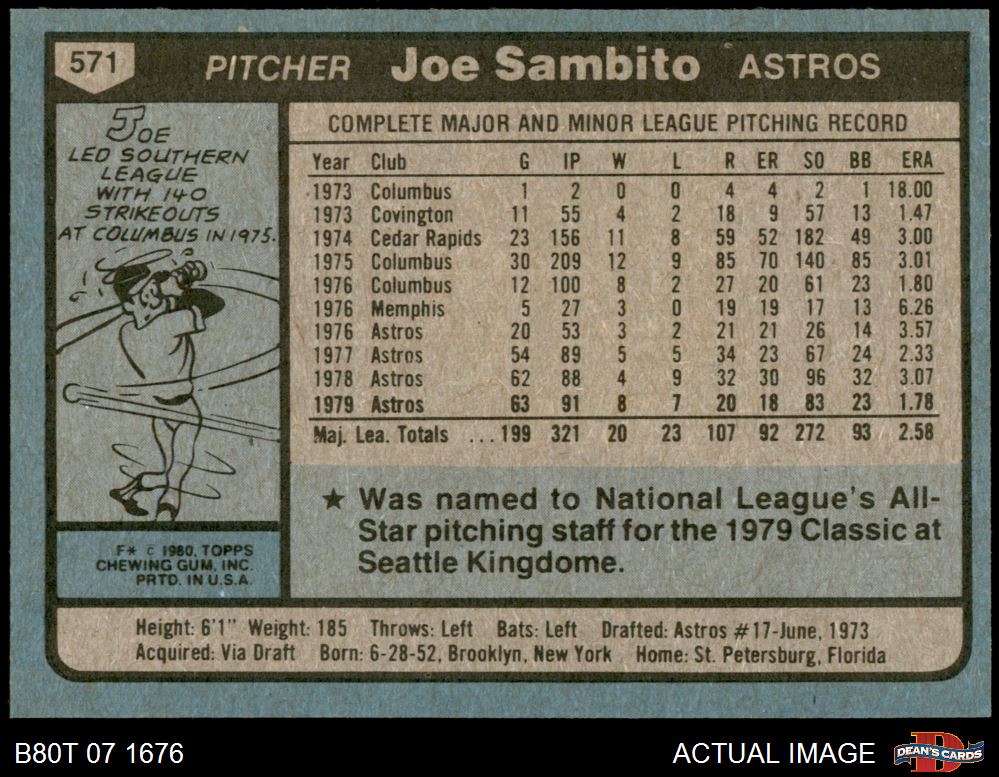 571 PITCHER Joe Sambito ASTROS
JOE
LED SOUTHERN
LEAGUE
WITH 140
STRIKEOUTS
AT COLUMBUS IN 1975.
COMPLETE MAJOR AND MINOR LEAGUE PITCHING RECORD
Year Club G IP W L R ER SO BB ERA
1973 Columbus 1 2 0 0 4 4 2 1 18.00
1973 Covington 11 55 4 2 18 9 57 13 1.47
1974 Cedar Rapids 23 156 11 8 59 52 182 49 3.00
1975 Columbus 30 209 12 9 85 70 140 85 3.01
1976 Columbus 12 100 8 2 27 20 61 23 1.80
1976 Memphis 5 27 3 0 19 19 17 13 6.26
1976 Astros 20 53 3 2 21 21 26 14 3.57
1977 Astros 54 89 5 5 34 23 67 24 2.33
1978 Astros 62 88 4 9 32 30 96 32 3.07
1979 Astros 63 91 8 7 20 18 83 23 1.78
Maj. Lea. Totals ...199 321 20 23 107 92 272 93 2.58
★ Was named to National League's All-
Star pitching staff for the 1979 Classic at
Seattle Kingdome.
F* © 1980, TOPPS
CHEWING GUM, INC.
PRTD. IN U.S.A.
Height: 6'1" Weight: 185 Throws: Left Bats: Left Drafted: Astros #17-June, 1973
Acquired: Via Draft Born: 6-28-52, Brooklyn, New York Home: St. Petersburg, Florida
B80T 07 1676 ACTUAL IMAGE
D
DEAN'S CARDS